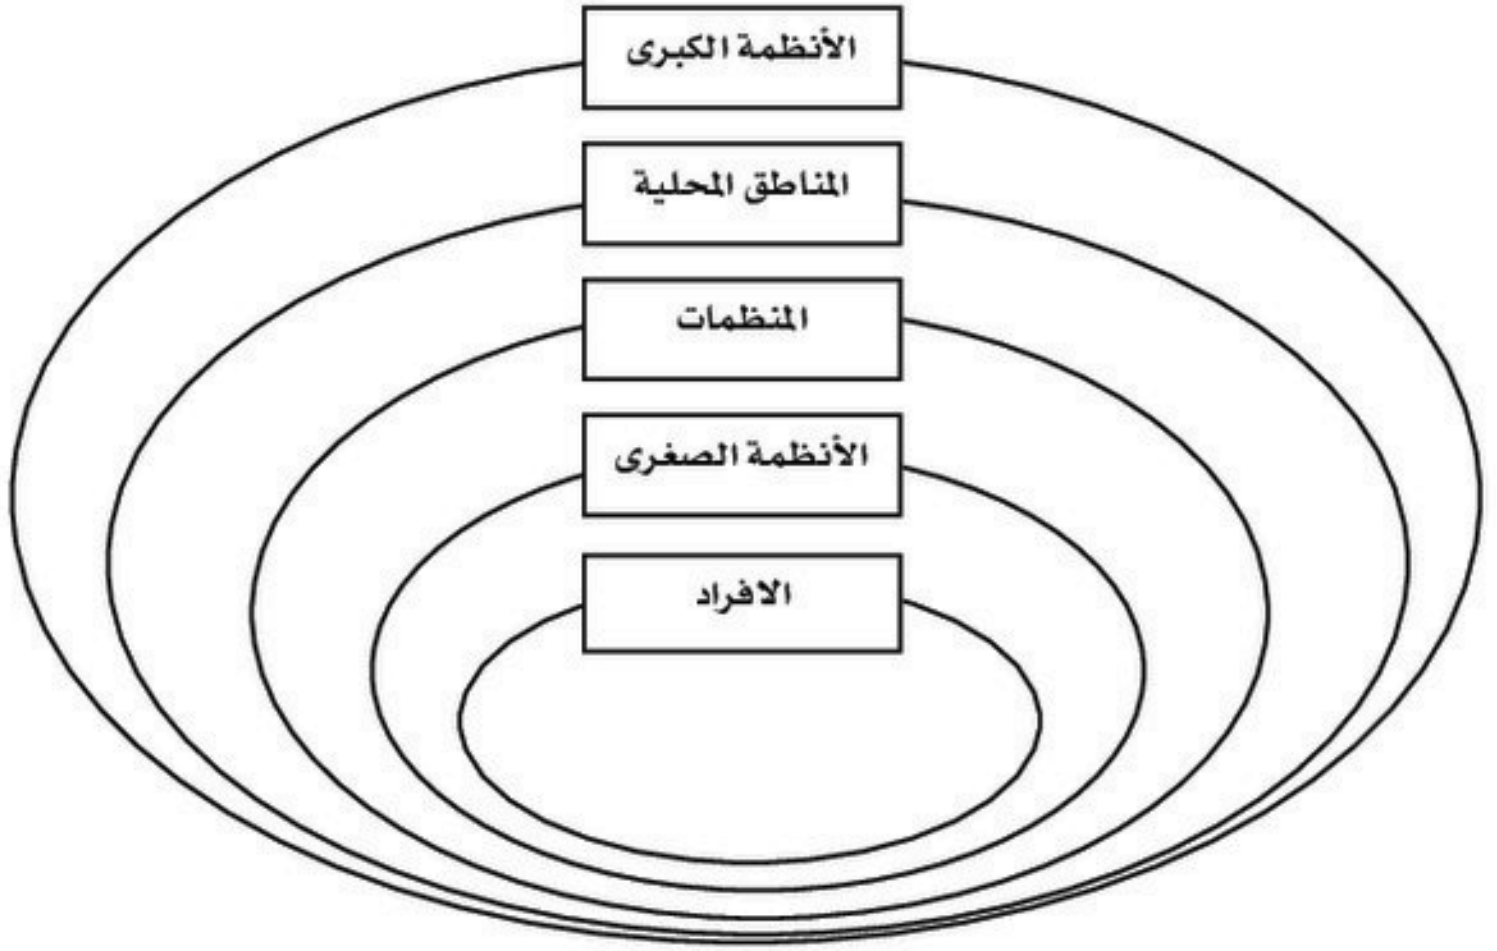 الأنظمة الكبرى
المناطق المحلية
المنظمات
الأنظمة الصغرى
الافراد